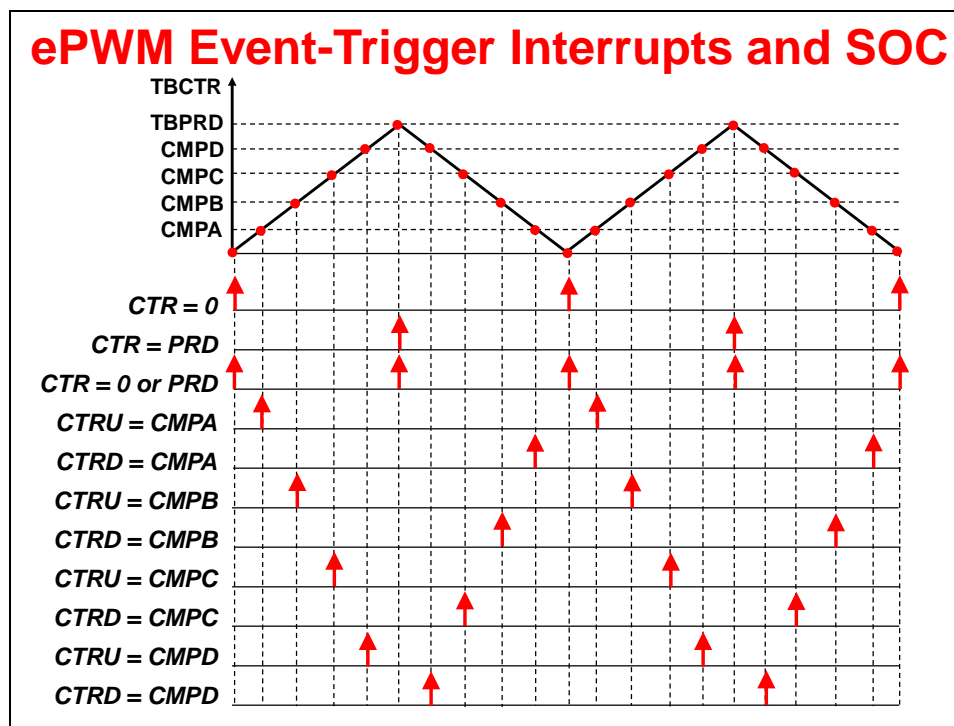 ePWM Event-Trigger Interrupts and SOC
TBCTR
TBPRD
CMPD
CMPC
CMPB
CMPA
CTR = 0
CTR = PRD
CTR = 0 or PRD
CTRU = CMPA
CTRD = CMPA
CTRU = CMPB
CTRD = CMPB
CTRU = CMPC
CTRD = CMPC
CTRU = CMPD
CTRD = CMPD